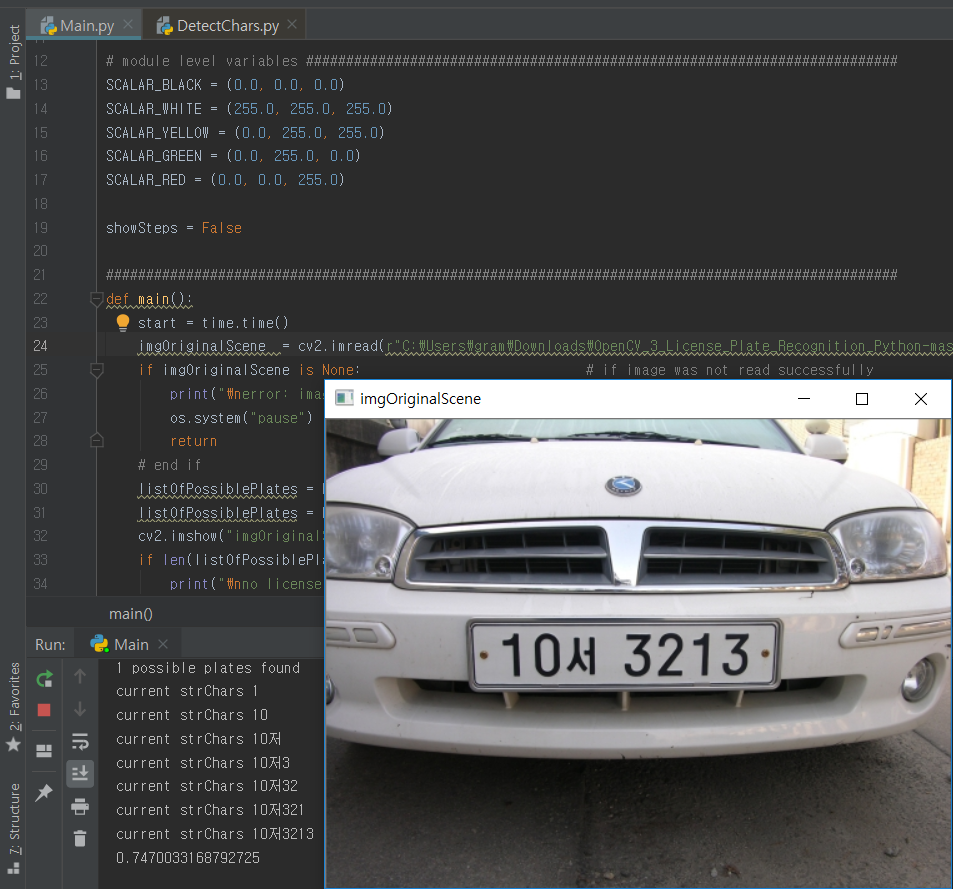 Main.py
DetectChars.py
1: Project
12 # module level variables ##########################################################################
13 SCALAR_BLACK = (0.0, 0.0, 0.0)
14 SCALAR_WHITE = (255.0, 255.0, 255.0)
15 SCALAR_YELLOW = (0.0, 255.0, 255.0)
16 SCALAR_GREEN = (0.0, 255.0, 0.0)
17 SCALAR_RED = (0.0, 0.0, 255.0)
18
19 showSteps = False
20
21 ###################################################################################################
22 def main():
23 start = time.time()
24 imgOriginalScene = cv2.imread(r"C:₩Users₩gram₩Downloads₩OpenCV_3_License_Plate_Recognition_Python-mas
25 if imgOriginalScene is None: # if image was not read successfully
26 print("₩nerror: ima
27 os.system("pause")
28 return
29 # end if
30 listOfPossiblePlates =
31 listOfPossiblePlates =
32 cv2.imshow("imgOriginal
33 if len(listOfPossiblePla
34 print("₩nno license
main()
imgOriginalScene
10서 3213
Run: Main
1 possible plates found
current strChars 1
current strChars 10
current strChars 10저
current strChars 10저3
current strChars 10저32
current strChars 10저321
current strChars 10저3213
0.7470033168792725
2: Favorites
7: Structure